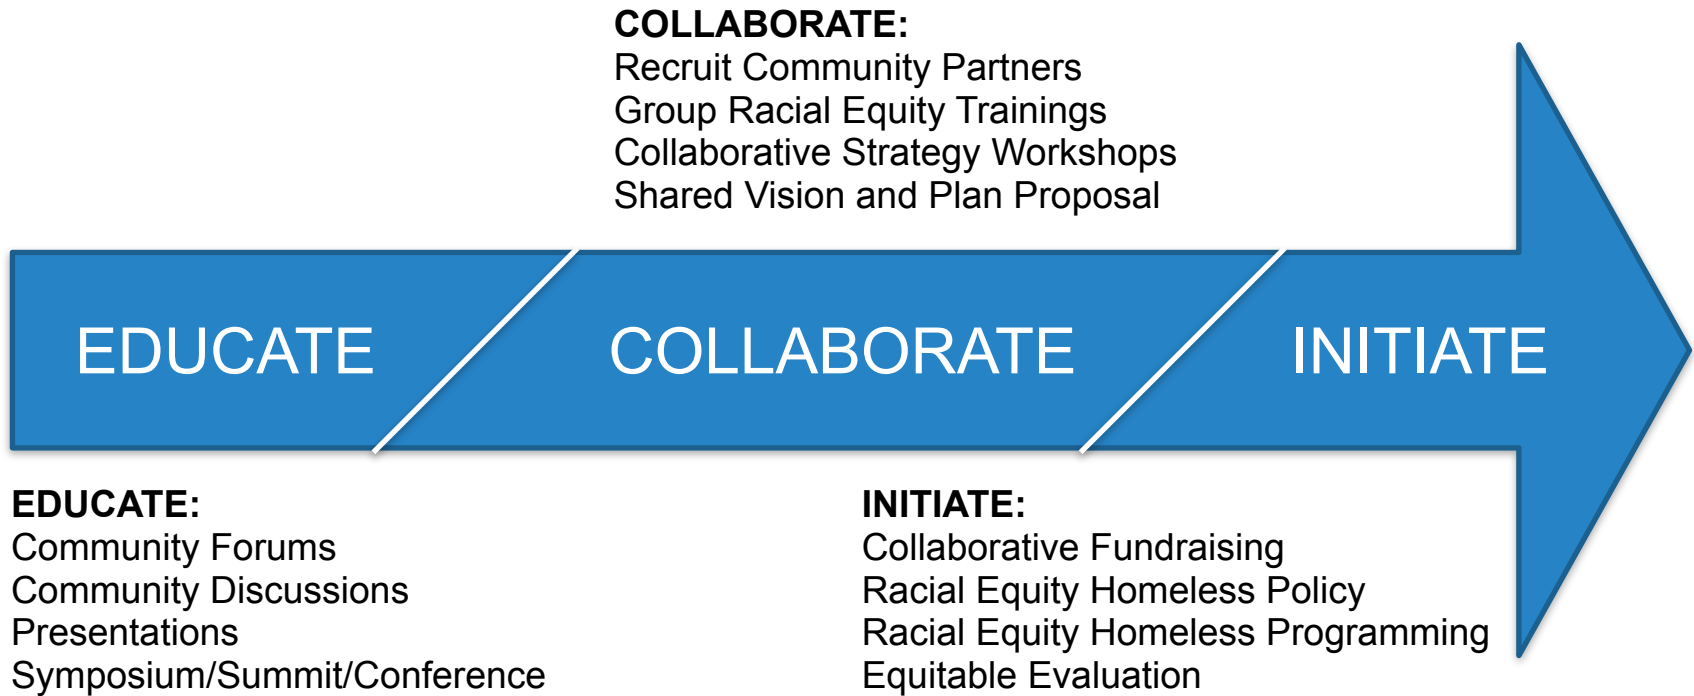 COLLABORATE:
Recruit Community Partners
Group Racial Equity Trainings
Collaborative Strategy Workshops
Shared Vision and Plan Proposal
EDUCATE
COLLABORATE
INITIATE
EDUCATE:
Community Forums
Community Discussions
Presentations
Symposium/Summit/Conference
INITIATE:
Collaborative Fundraising
Racial Equity Homeless Policy
Racial Equity Homeless Programming
Equitable Evaluation